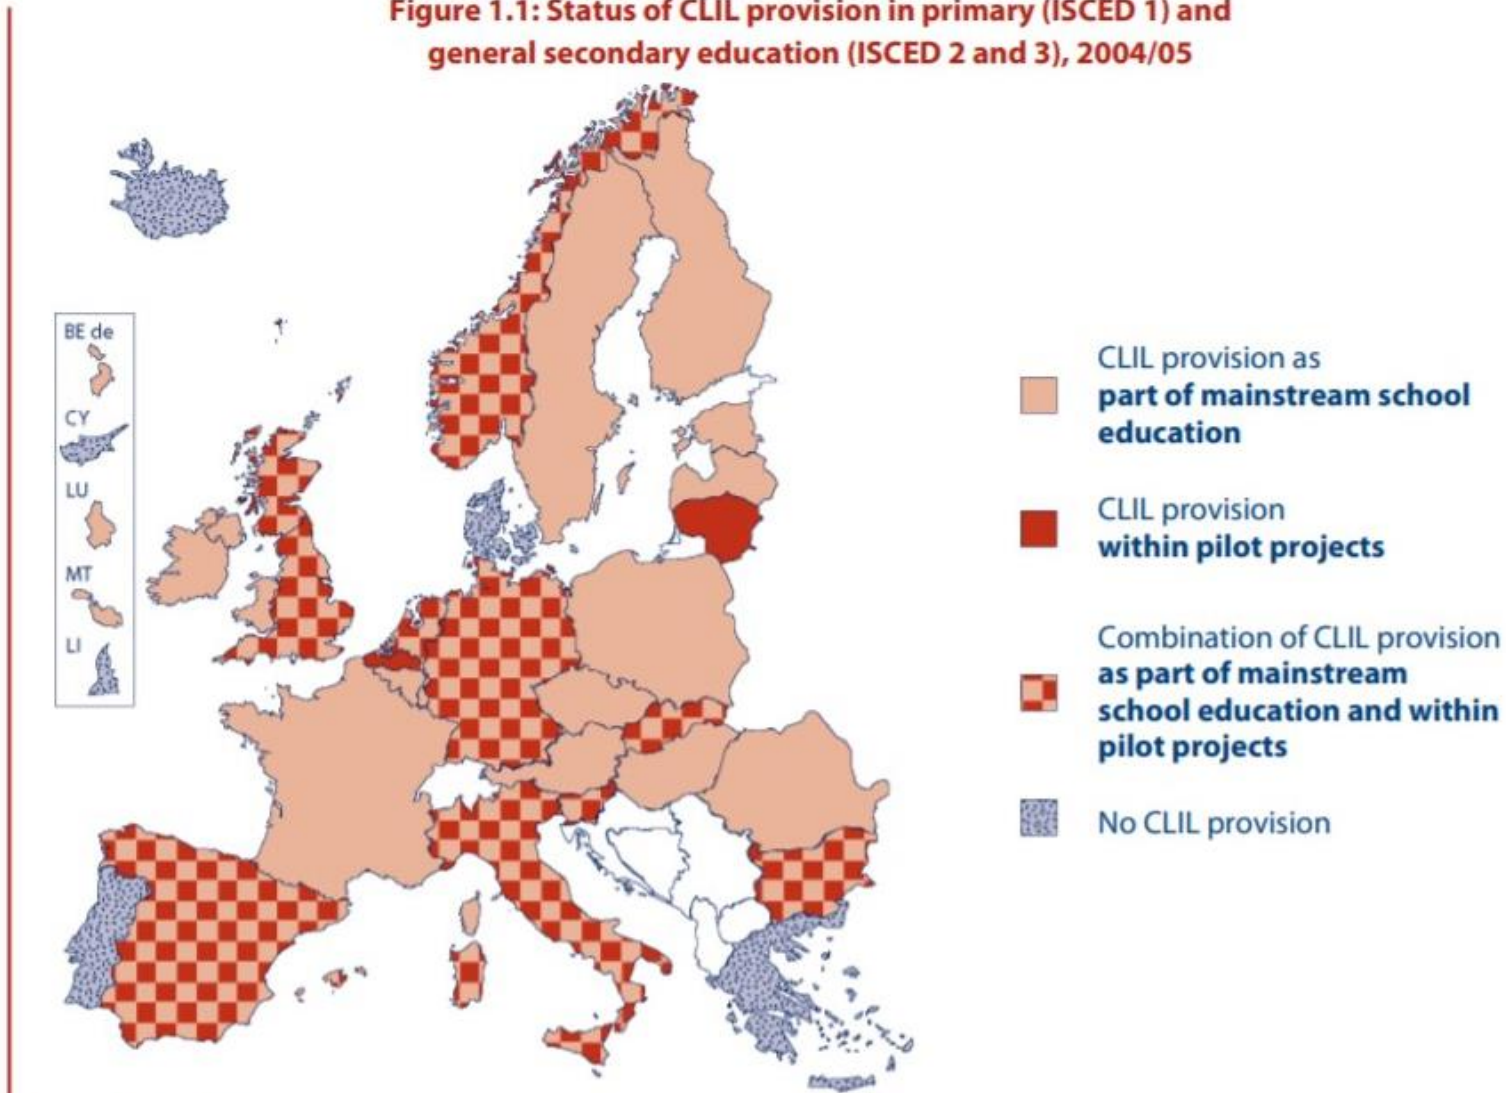 Figure 1.1: Status of CLIL provision in primary (ISCED 1) and
general secondary education (ISCED 2 and 3), 2004/05
BE de
CY
LU
MT
LI
CLIL provision as
part of mainstream school
education
CLIL provision
within pilot projects
Combination of CLIL provision
as part of mainstream
school education and within
pilot projects
No CLIL provision